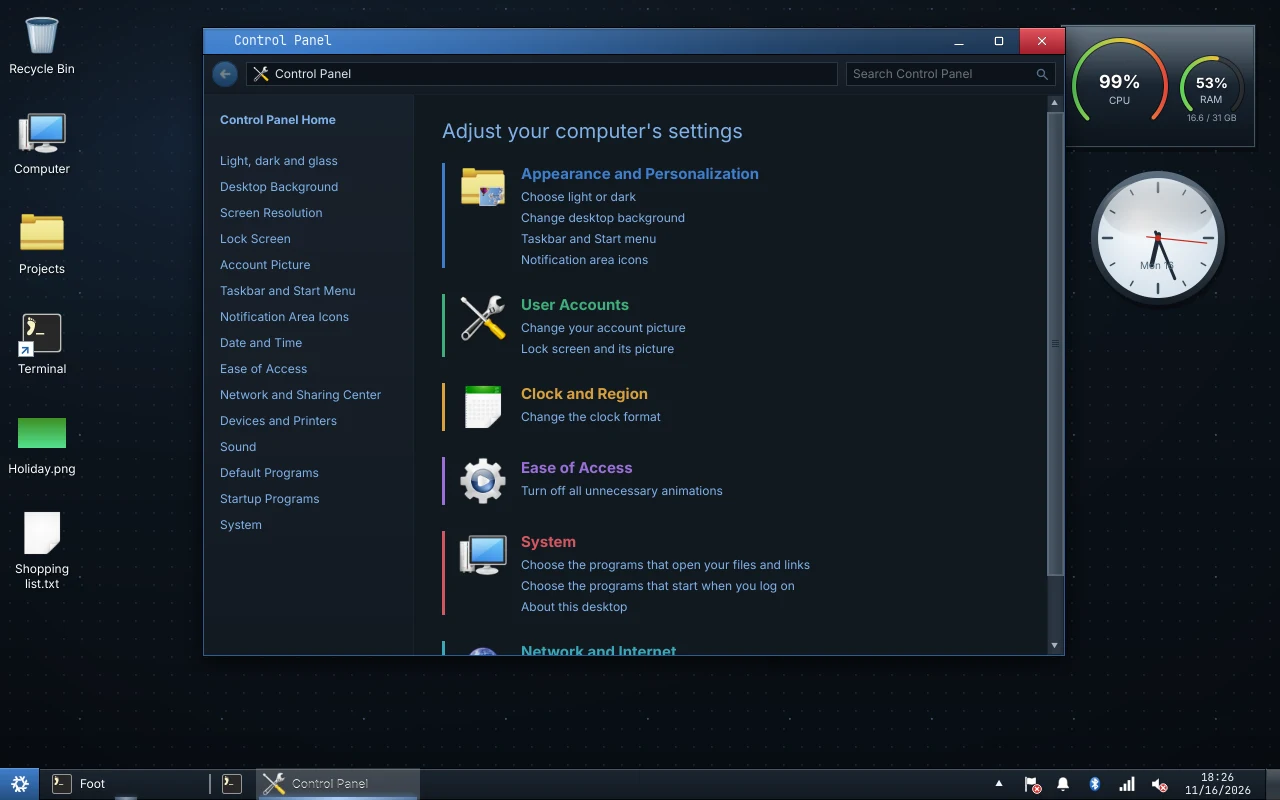 Recycle Bin
Computer
Projects
Terminal
Holiday.png
Shopping
list.txt
Control Panel
Control Panel
Search Control Panel
Control Panel Home
Light, dark and glass
Desktop Background
Screen Resolution
Lock Screen
Account Picture
Taskbar and Start Menu
Notification Area Icons
Date and Time
Ease of Access
Network and Sharing Center
Devices and Printers
Sound
Default Programs
Startup Programs
System
Adjust your computer's settings
Appearance and Personalization
Choose light or dark
Change desktop background
Taskbar and Start menu
Notification area icons
User Accounts
Change your account picture
Lock screen and its picture
Clock and Region
Change the clock format
Ease of Access
Turn off all unnecessary animations
System
Choose the programs that open your files and links
Choose the programs that start when you log on
About this desktop
Network and Internet
99%
CPU
53%
RAM
16.6 / 31 GB
Mon 16
Foot
Control Panel
18:26
11/16/2026